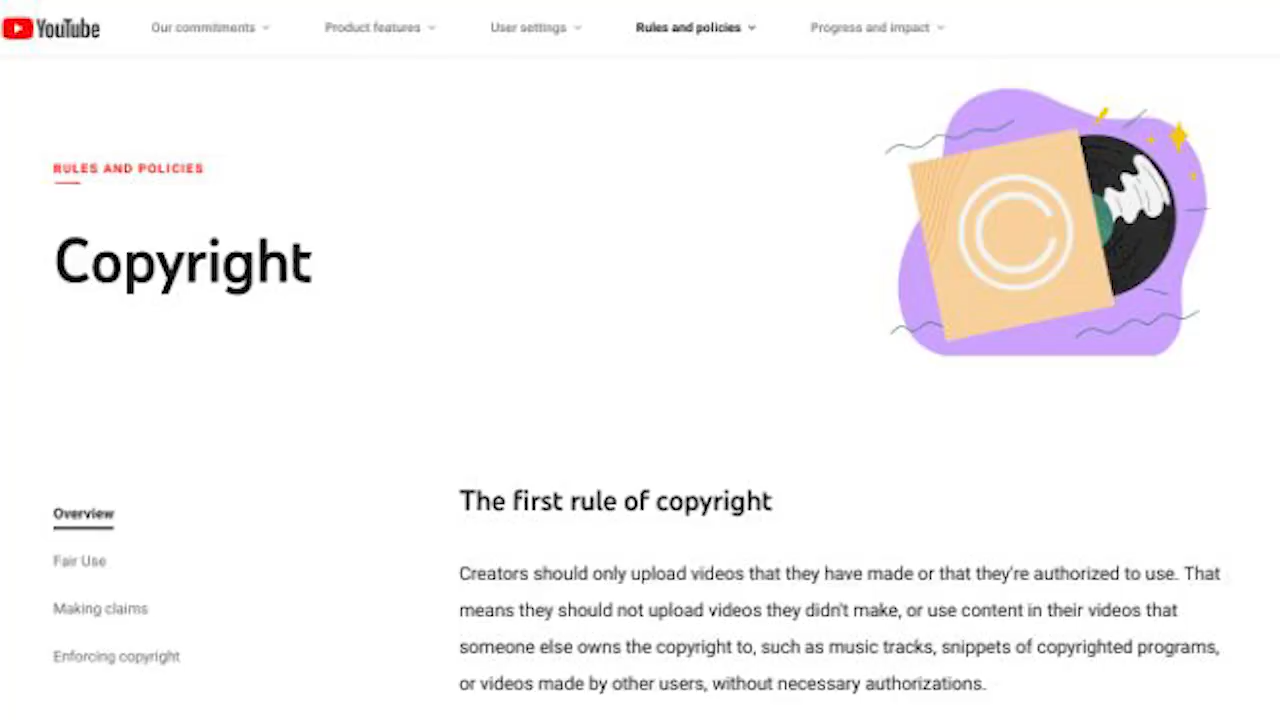 YouTube Our commitments Product features User settings Rules and policies Progress and impact
RULES AND POLICIES
Copyright
Overview
Fair Use
Making claims
Enforcing copyright
The first rule of copyright
Creators should only upload videos that they have made or that they're authorized to use. That
means they should not upload videos they didn't make, or use content in their videos that
someone else owns the copyright to, such as music tracks, snippets of copyrighted programs,
or videos made by other users, without necessary authorizations.